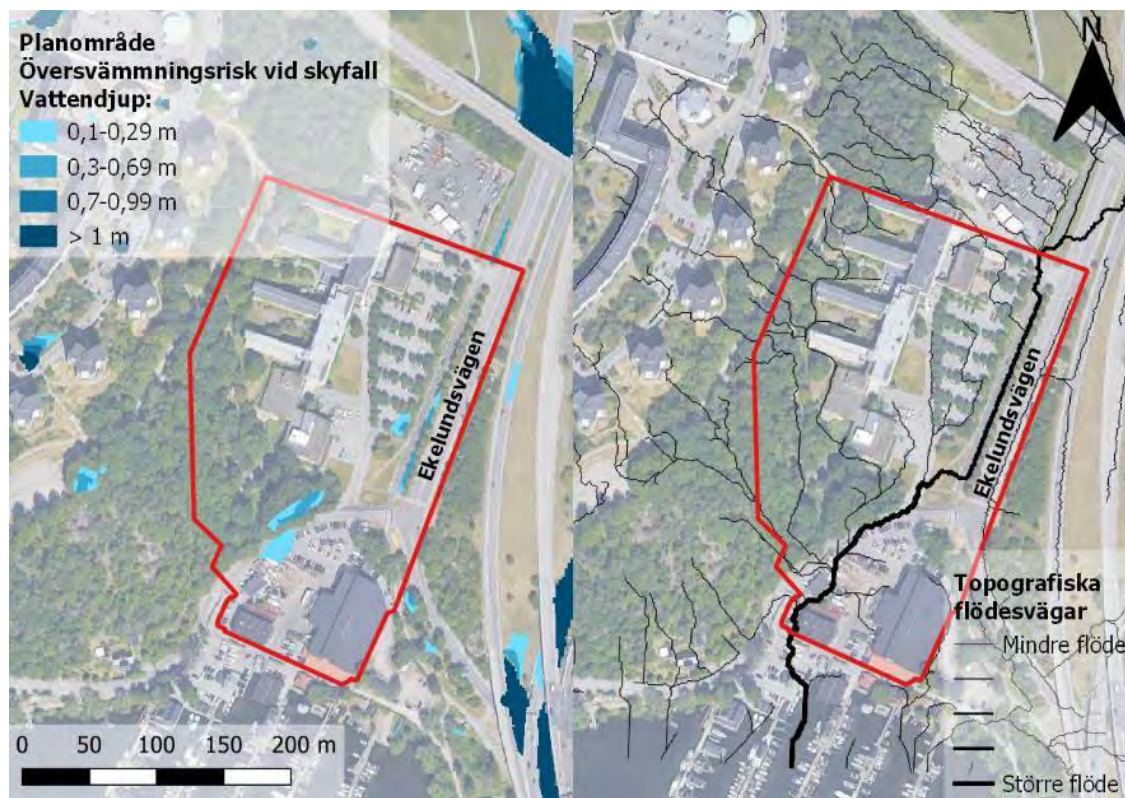 Planområde
Översvämmningsrisk vid skyfall
Vattendjup:
0,1-0,29 m
0,3-0,69 m
0,7-0,99 m
> 1 m
Ekelundsvägen
0 50 100 150 200 m
N
Ekelundsvägen
Topografiska
flödesvägar
Mindre flöde
Större flöde